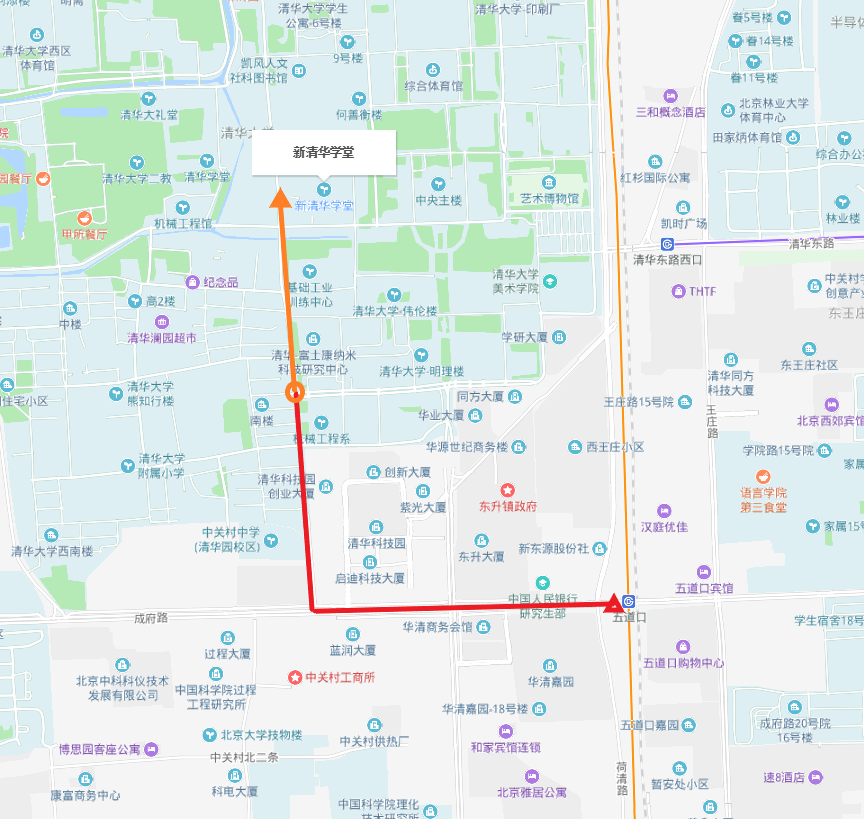 清华大学学生
公寓-6号楼
清华大学-印刷厂
眷5号楼
眷14号楼
眷11号楼
清华大学西区
体育馆
凯风人文
社科图书馆
9号楼
综合体育馆
清华大学礼堂
何善衡楼
三和概念酒店
北京林业大学
体育中心
田家炳体育馆
新清华学堂
清华大学二教
清华学堂
新清华学堂
中央主楼
艺术博物馆
红杉国际公寓
综合办公
甲所餐厅
机械工程馆
凯时广场
林业楼
清华东路西口
清华东路
纪念品
基础工业
训练中心
清华大学
美术学院
THTF
中关村学
创意产业
高2楼
清华大学-伟伦楼
东王庄
中楼
清华澜园超市
学研大厦
清华-富士康纳米
科技研究中心
清华大学-明理楼
清华同方
科技大厦
东王庄社区
住宅小区
清华大学
熊知行楼
同方大厦
王庄路15号院
王庄路
北京西郊宾馆
南楼
华业大厦
机械工程系
华源世纪商务楼
西王庄小区
学院路15号院
清华大学
附属小学
创新大厦
清华科技园
创业大厦
紫光大厦
东升镇政府
语言学院
第三食堂
汉庭优佳
家属15号
清华大学西南楼
中关村中学
(清华园校区)
清华科技园
东升大厦
新东源股份社
启迪科技大厦
中国人民银行
研究生部
五道口宾馆
五道口
成府路
华清商务会馆
学生宿舍18号
过程大厦
蓝润大厦
五道口购物中心
北京中科科仪技术
发展有限公司
中国科学院过程
工程研究所
中关村工商所
华清嘉园
华清嘉园-18号楼
北京大学技物楼
中关村供热厂
五道口嘉园
成府路20号院
16号楼
博思园客座公寓
中关村北二条
和家宾馆连锁
荷清路
康富商务中心
科电大厦
北京雅居公寓
暂安处小区
速8酒店
中国科学院理化